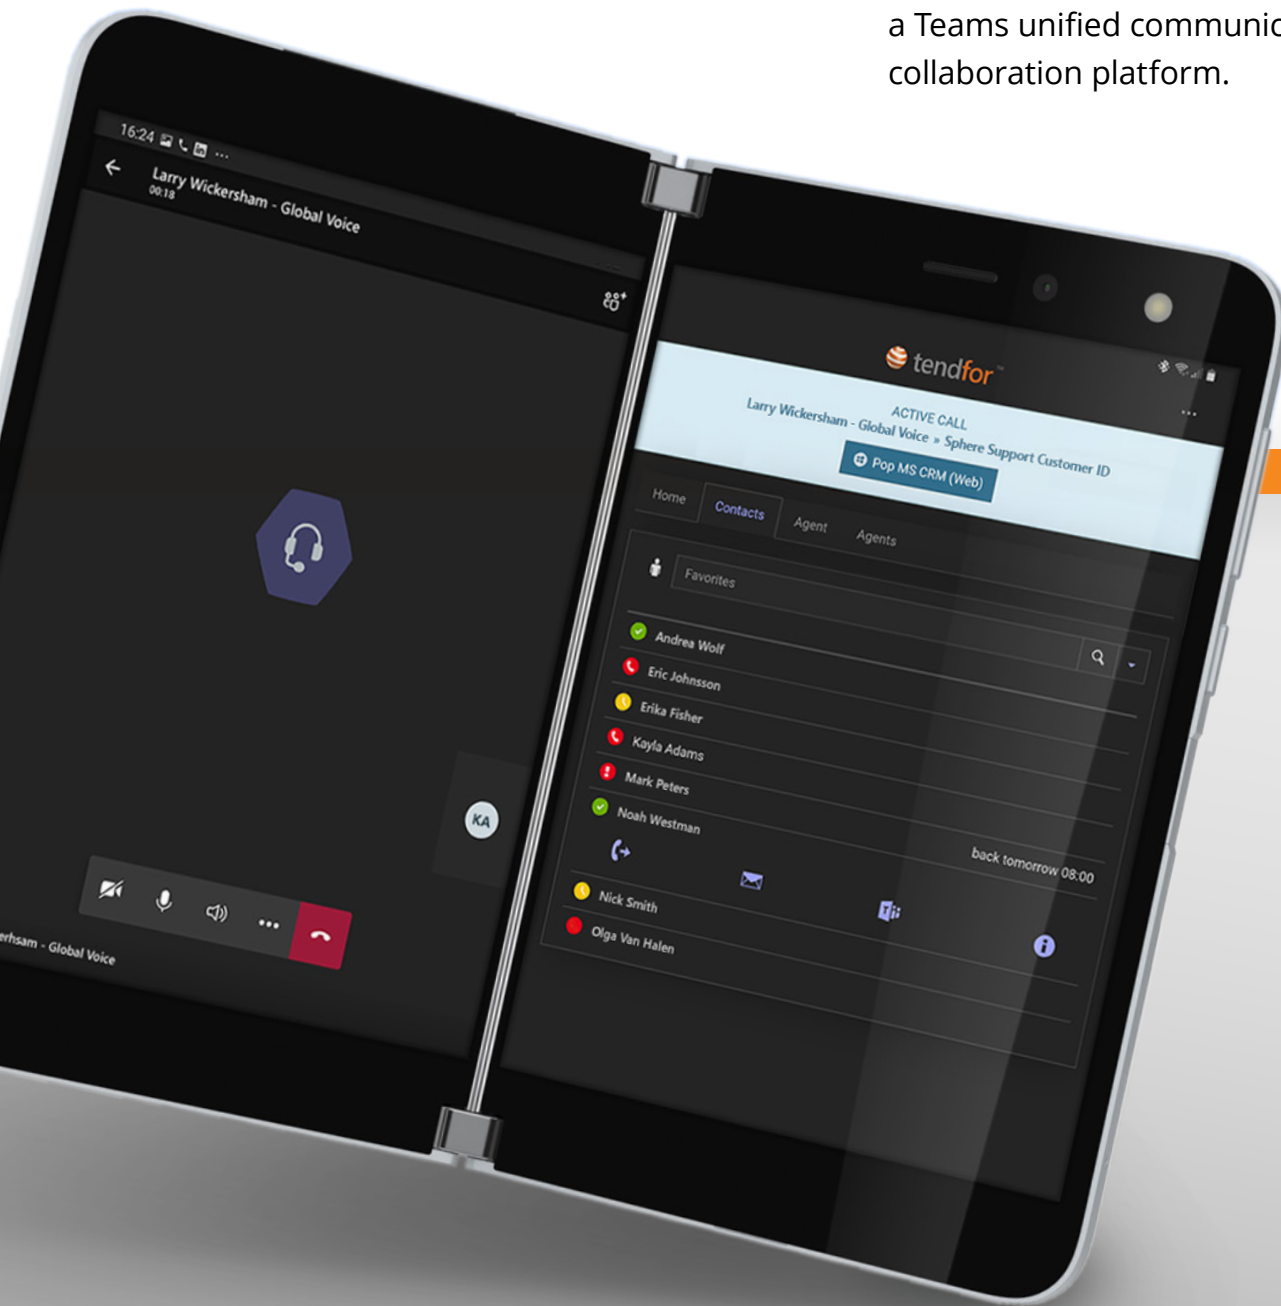 a Teams unified communic
collaboration platform.
16:24
Larry Wickersham - Global Voice
00:18
KA
erhsam - Global Voice
tendfor™
ACTIVE CALL
Larry Wickersham - Global Voice » Sphere Support Customer ID
Pop MS CRM (Web)
Home Contacts Agent Agents
Favorites
Andrea Wolf
Eric Johnsson
Erika Fisher
Kayla Adams
Mark Peters
back tomorrow 08:00
Noah Westman
Nick Smith
Olga Van Halen